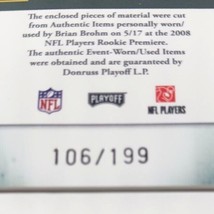 The enclosed pieces of material were cut
from Authentic Items personally worn/
used by Brian Brohm on 5/17 at the 2008
NFL Players Rookie Premiere.
The authentic Event-Worn/Used Items
were obtained and are guaranteed by
Donruss Playoff L.P.
NFL
PLAYOFF
NFL PLAYERS
106/199